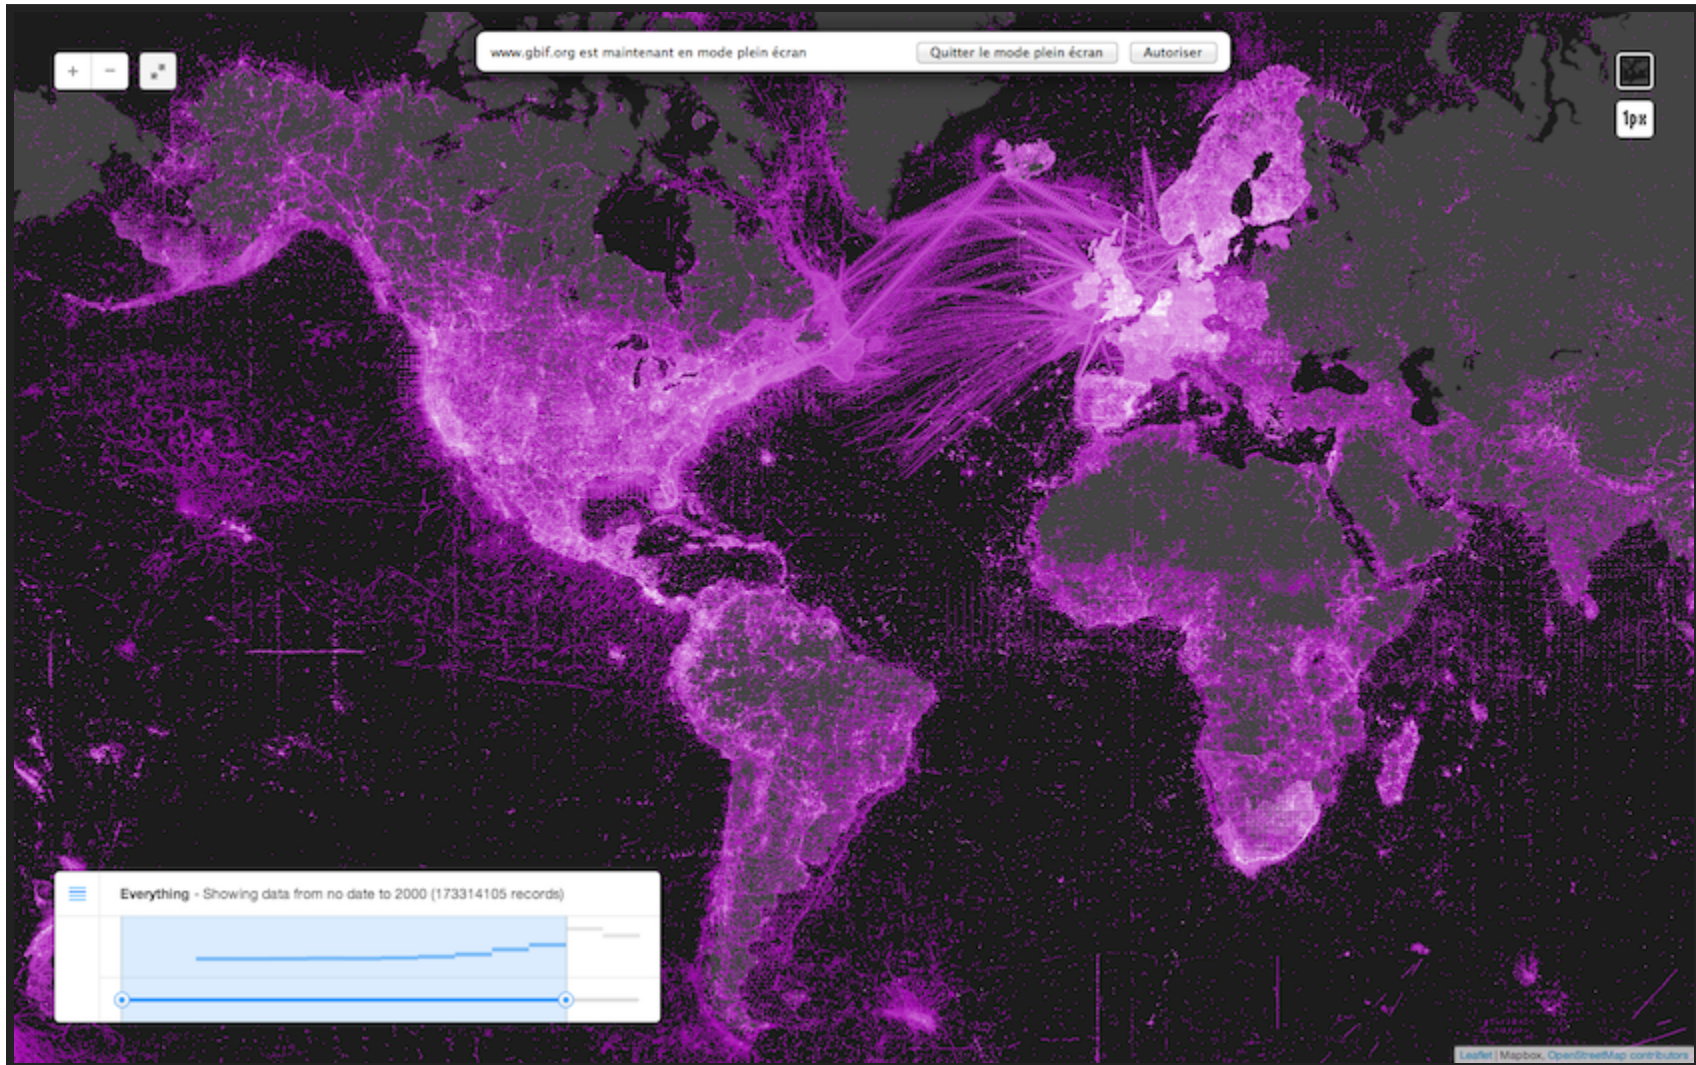 www.gbif.org est maintenant en mode plein écran
Quitter le mode plein écran
Autoriser
+
−
1px
Everything - Showing data from no date to 2000 (173314105 records)
Leaflet | Mapbox, OpenStreetMap contributors